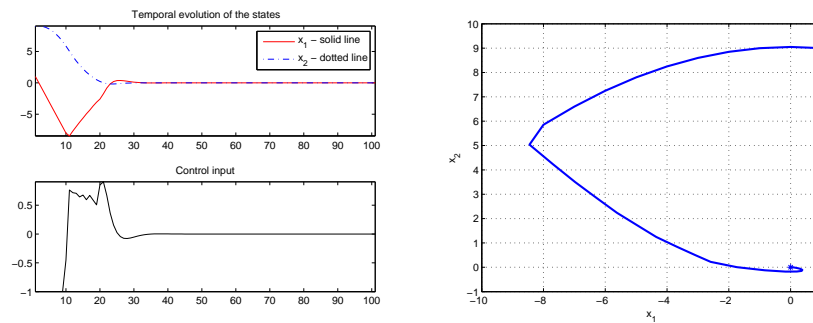 Temporal evolution of the states
5
0
−5
x1 − solid line
x2 − dotted line
10 20 30 40 50 60 70 80 90 100
Control input
0.5
0
−0.5
−1
10 20 30 40 50 60 70 80 90 100
10
9
8
7
6
5
4
3
2
1
0
−1
x2
−10 −8 −6 −4 −2 0
x1